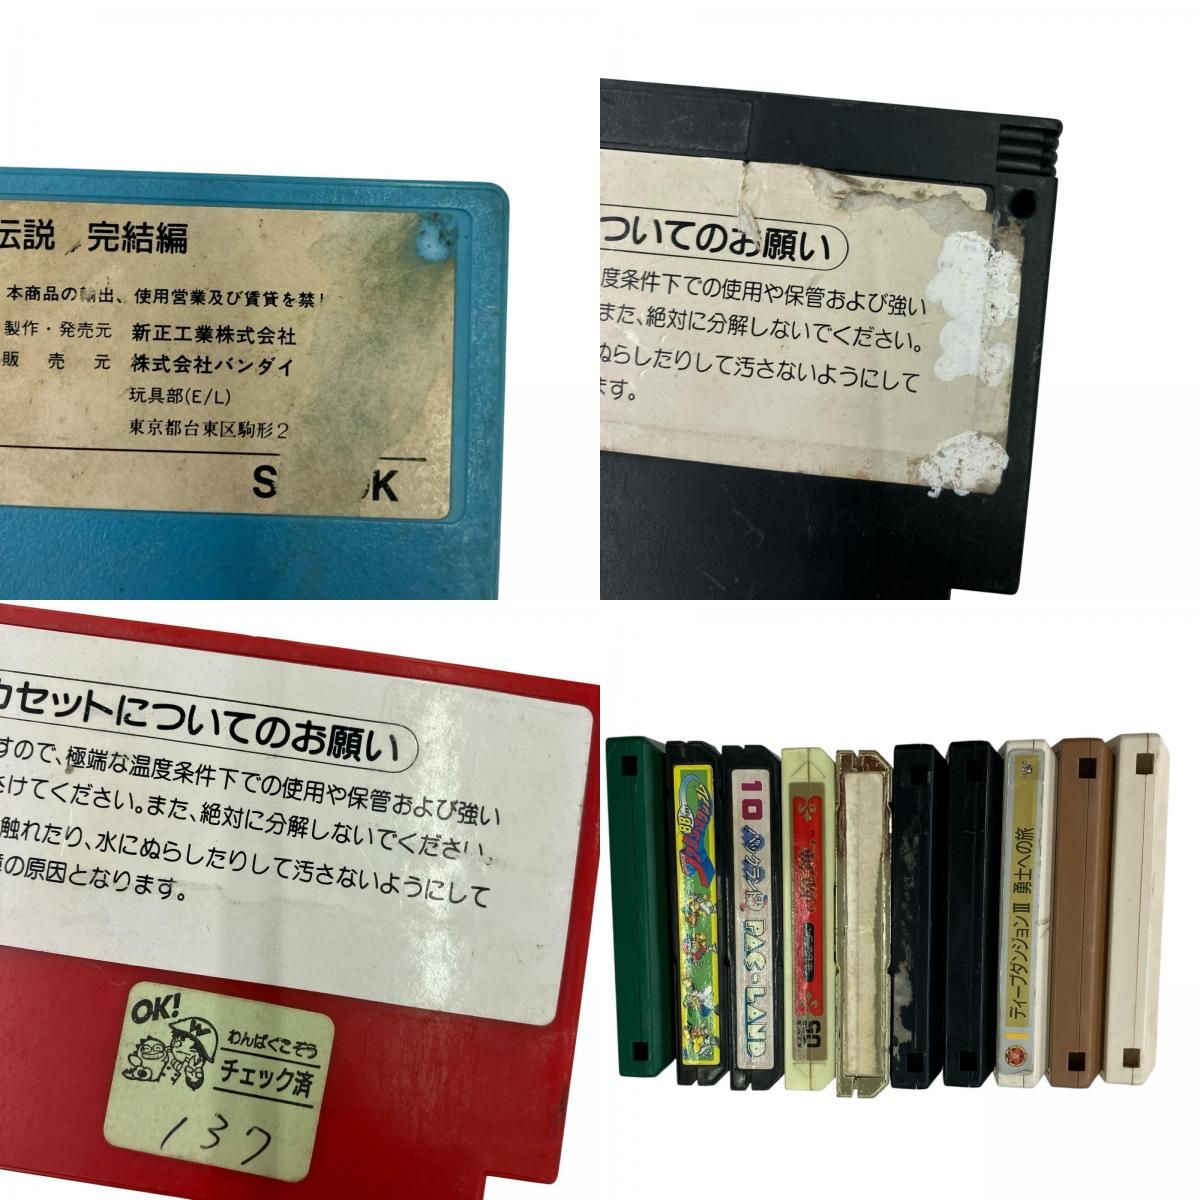 伝説 完結編
本商品の輸出、使用営業及び賃貸を禁
製作・発売元 新正工業株式会社
販売元 株式会社バンダイ
玩具部(E/L)
東京都台東区駒形2
ついてのお願い
度条件下での使用や保管および強い
また、絶対に分解しないでください。
ぬらしたりして汚さないようにして
ます。
カセットについてのお願い
すので、極端な温度条件下での使用や保管および強い
さけてください。また、絶対に分解しないでください。
触れたり、水にぬらしたりして汚さないようにして
の原因となります。
OK!
W
わんぱくこぞう
チェック済
137
88
10
パックランド
PAC-LAND
05
ディープダンジョンIII 勇士への旅